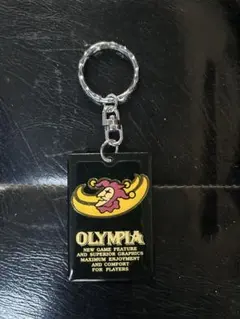 OLYMPIA
NEW GAME FEATURE
AND SUPERIOR GRAPHICS
MAXIMUM ENJOYMENT
AND COMFORT
FOR PLAYERS